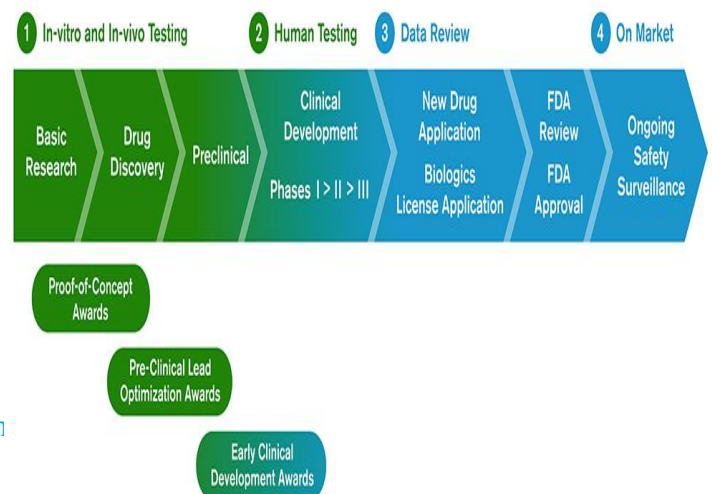 1 In-vitro and In-vivo Testing
2 Human Testing
3 Data Review
4 On Market
Basic
Research
Drug
Discovery
Preclinical
Clinical
Development
Phases I > II > III
New Drug
Application
Biologics
License Application
FDA
Review
FDA
Approval
Ongoing
Safety
Surveillance
Proof-of-Concept
Awards
Pre-Clinical Lead
Optimization Awards
Early Clinical
Development Awards